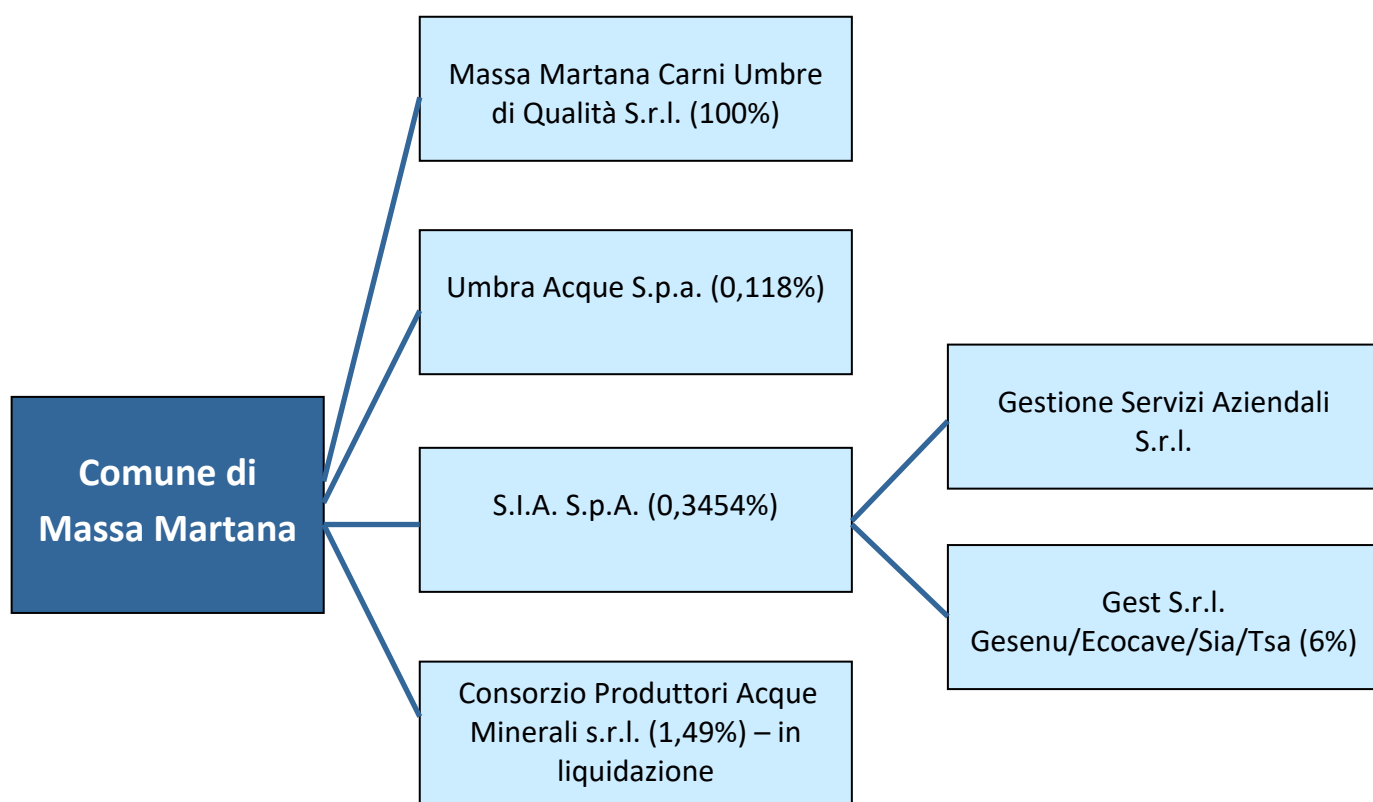 Massa Martana Carni Umbre
di Qualità S.r.l. (100%)
Umbra Acque S.p.a. (0,118%)
Gestione Servizi Aziendali
S.r.l.
Comune di
Massa Martana
S.I.A. S.p.A. (0,3454%)
Gest S.r.l.
Gesenu/Ecocave/Sia/Tsa (6%)
Consorzio Produttori Acque
Minerali s.r.l. (1,49%) – in
liquidazione